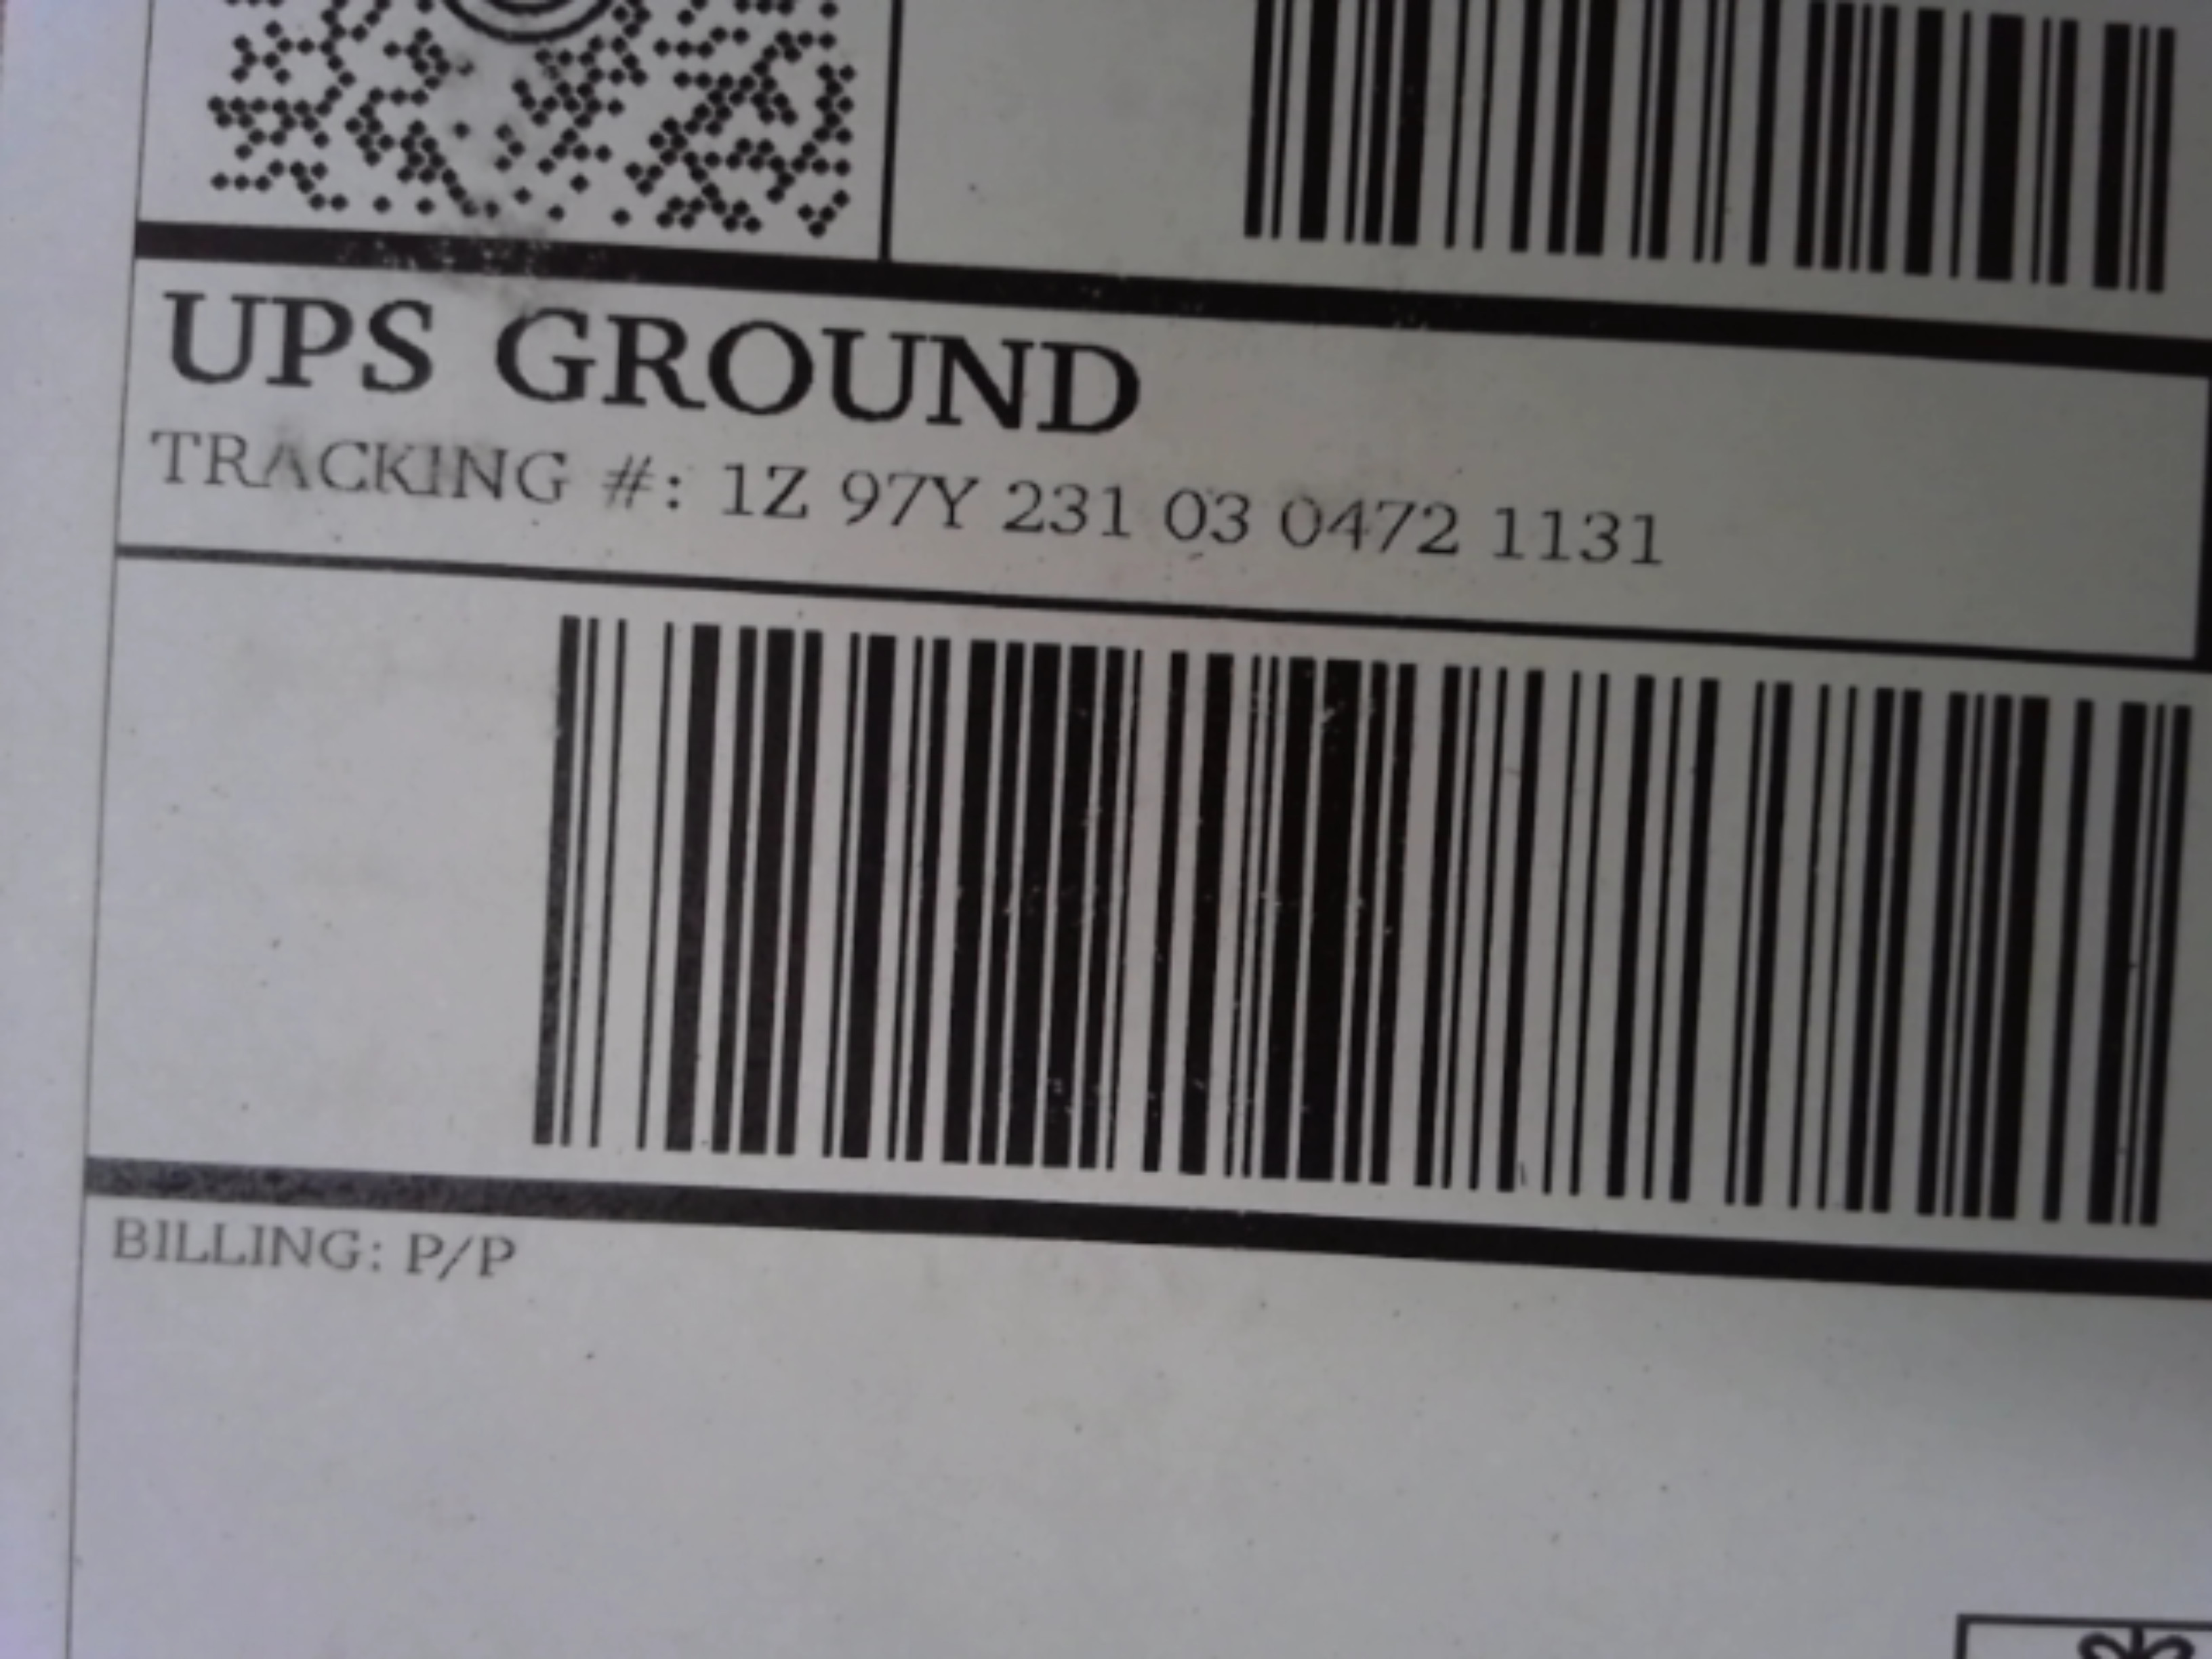 UPS GROUND
TRACKING #: 1Z 97Y 231 03 0472 1131
BILLING: P/P